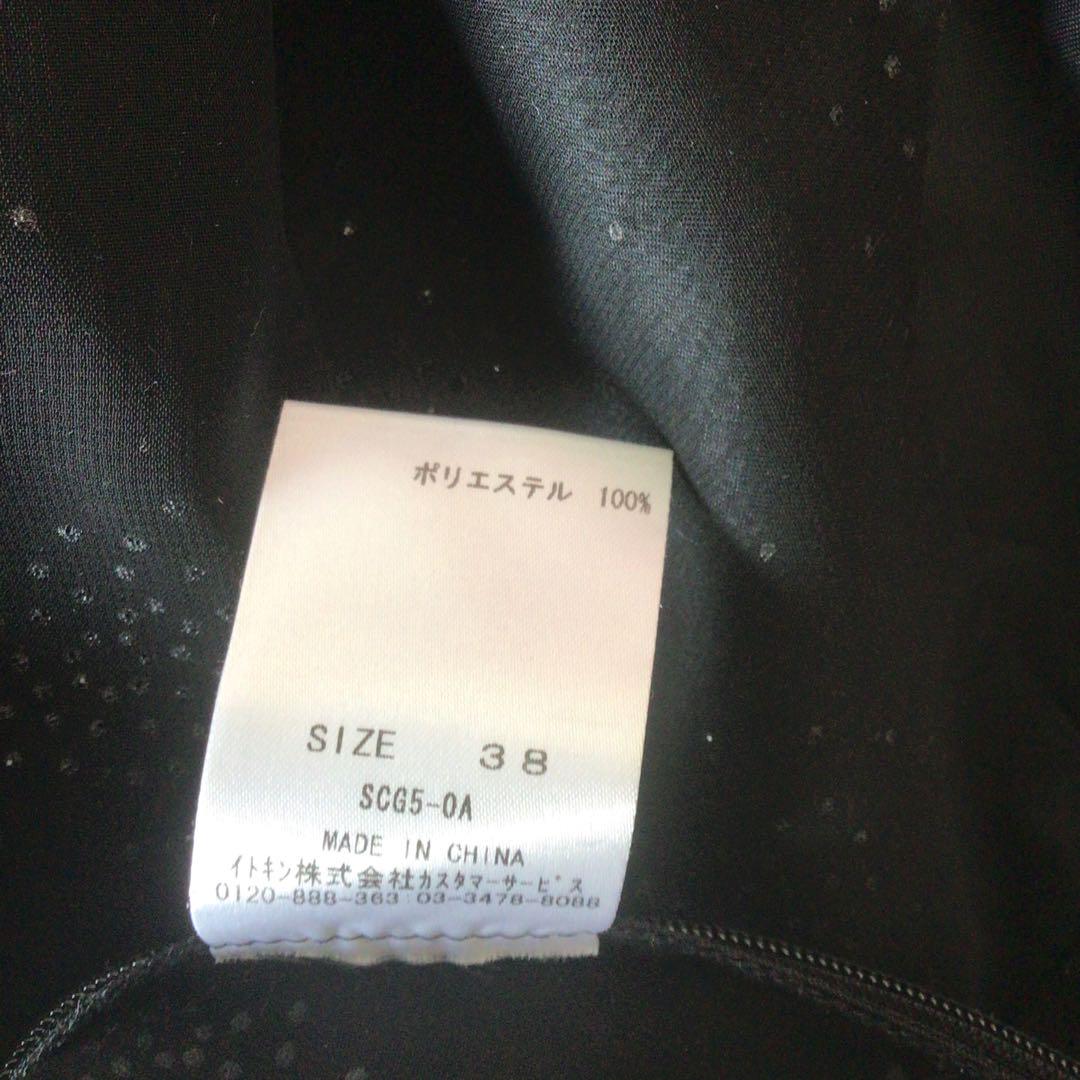 ポリエステル 100%
SIZE 38
SCG5-0A
MADE IN CHINA
イトキン株式会社カスタマーサービス
0120-888-363 03-3478-8088